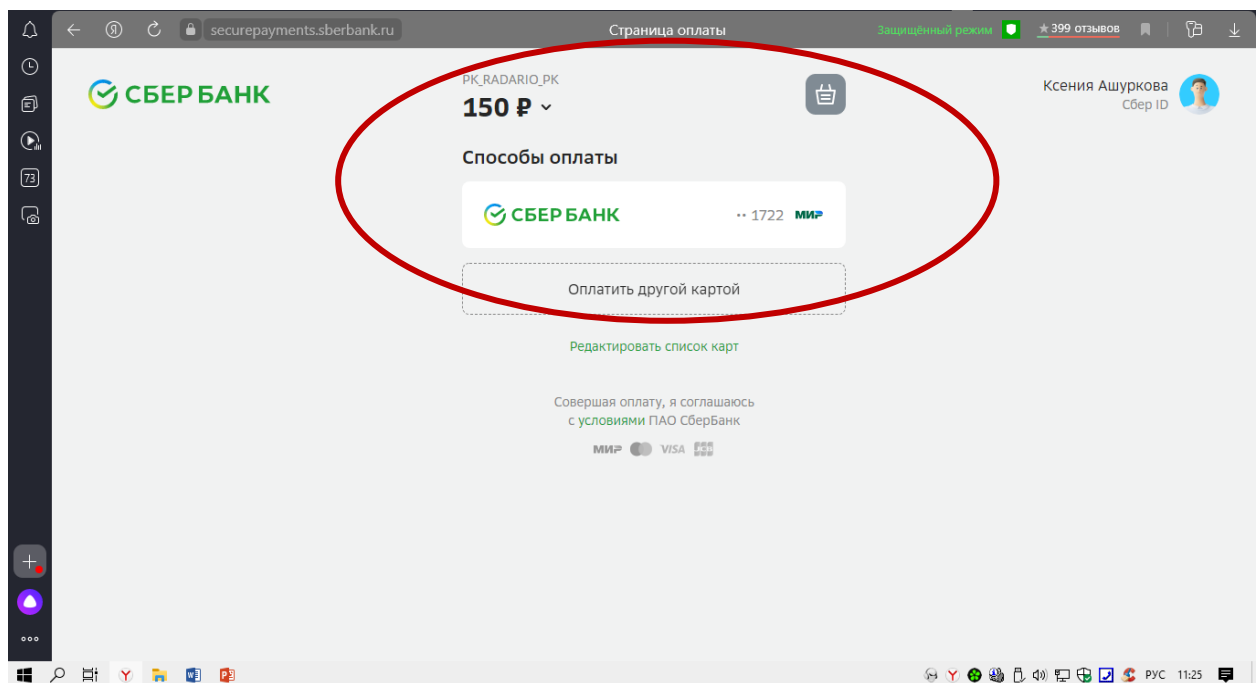 securepayments.sberbank.ru
Страница оплаты
Защищённый режим
399 отзывов
73
СБЕР БАНК
PK_RADARIO_PK
150 ₽
Ксения Ашуркова
Сбер ID
Способы оплаты
СБЕР БАНК
•• 1722 МИР
Оплатить другой картой
Редактировать список карт
Совершая оплату, я соглашаюсь
с условиями ПАО СберБанк
МИР VISA JCB
РУС 11:25